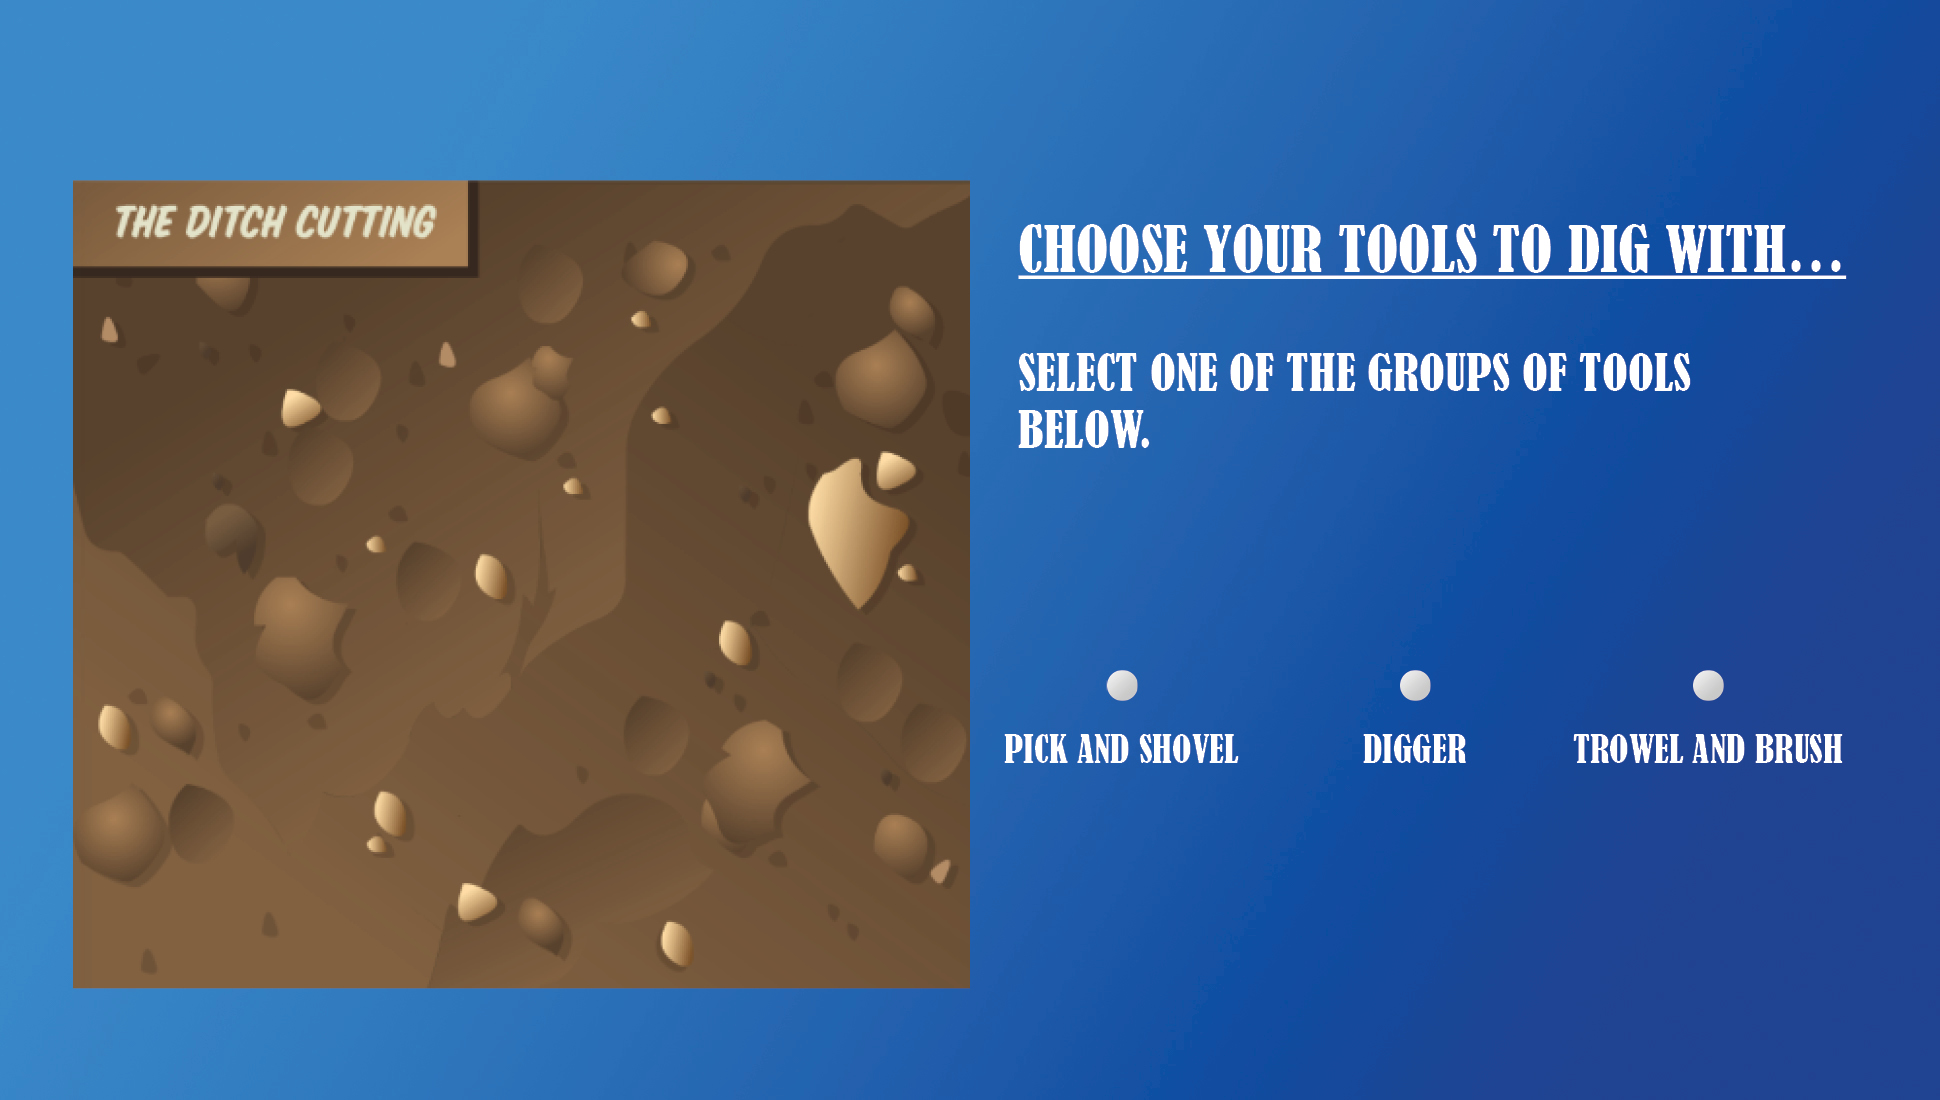 THE DITCH CUTTING
CHOOSE YOUR TOOLS TO DIG WITH...
SELECT ONE OF THE GROUPS OF TOOLS
BELOW.
PICK AND SHOVEL
DIGGER
TROWEL AND BRUSH